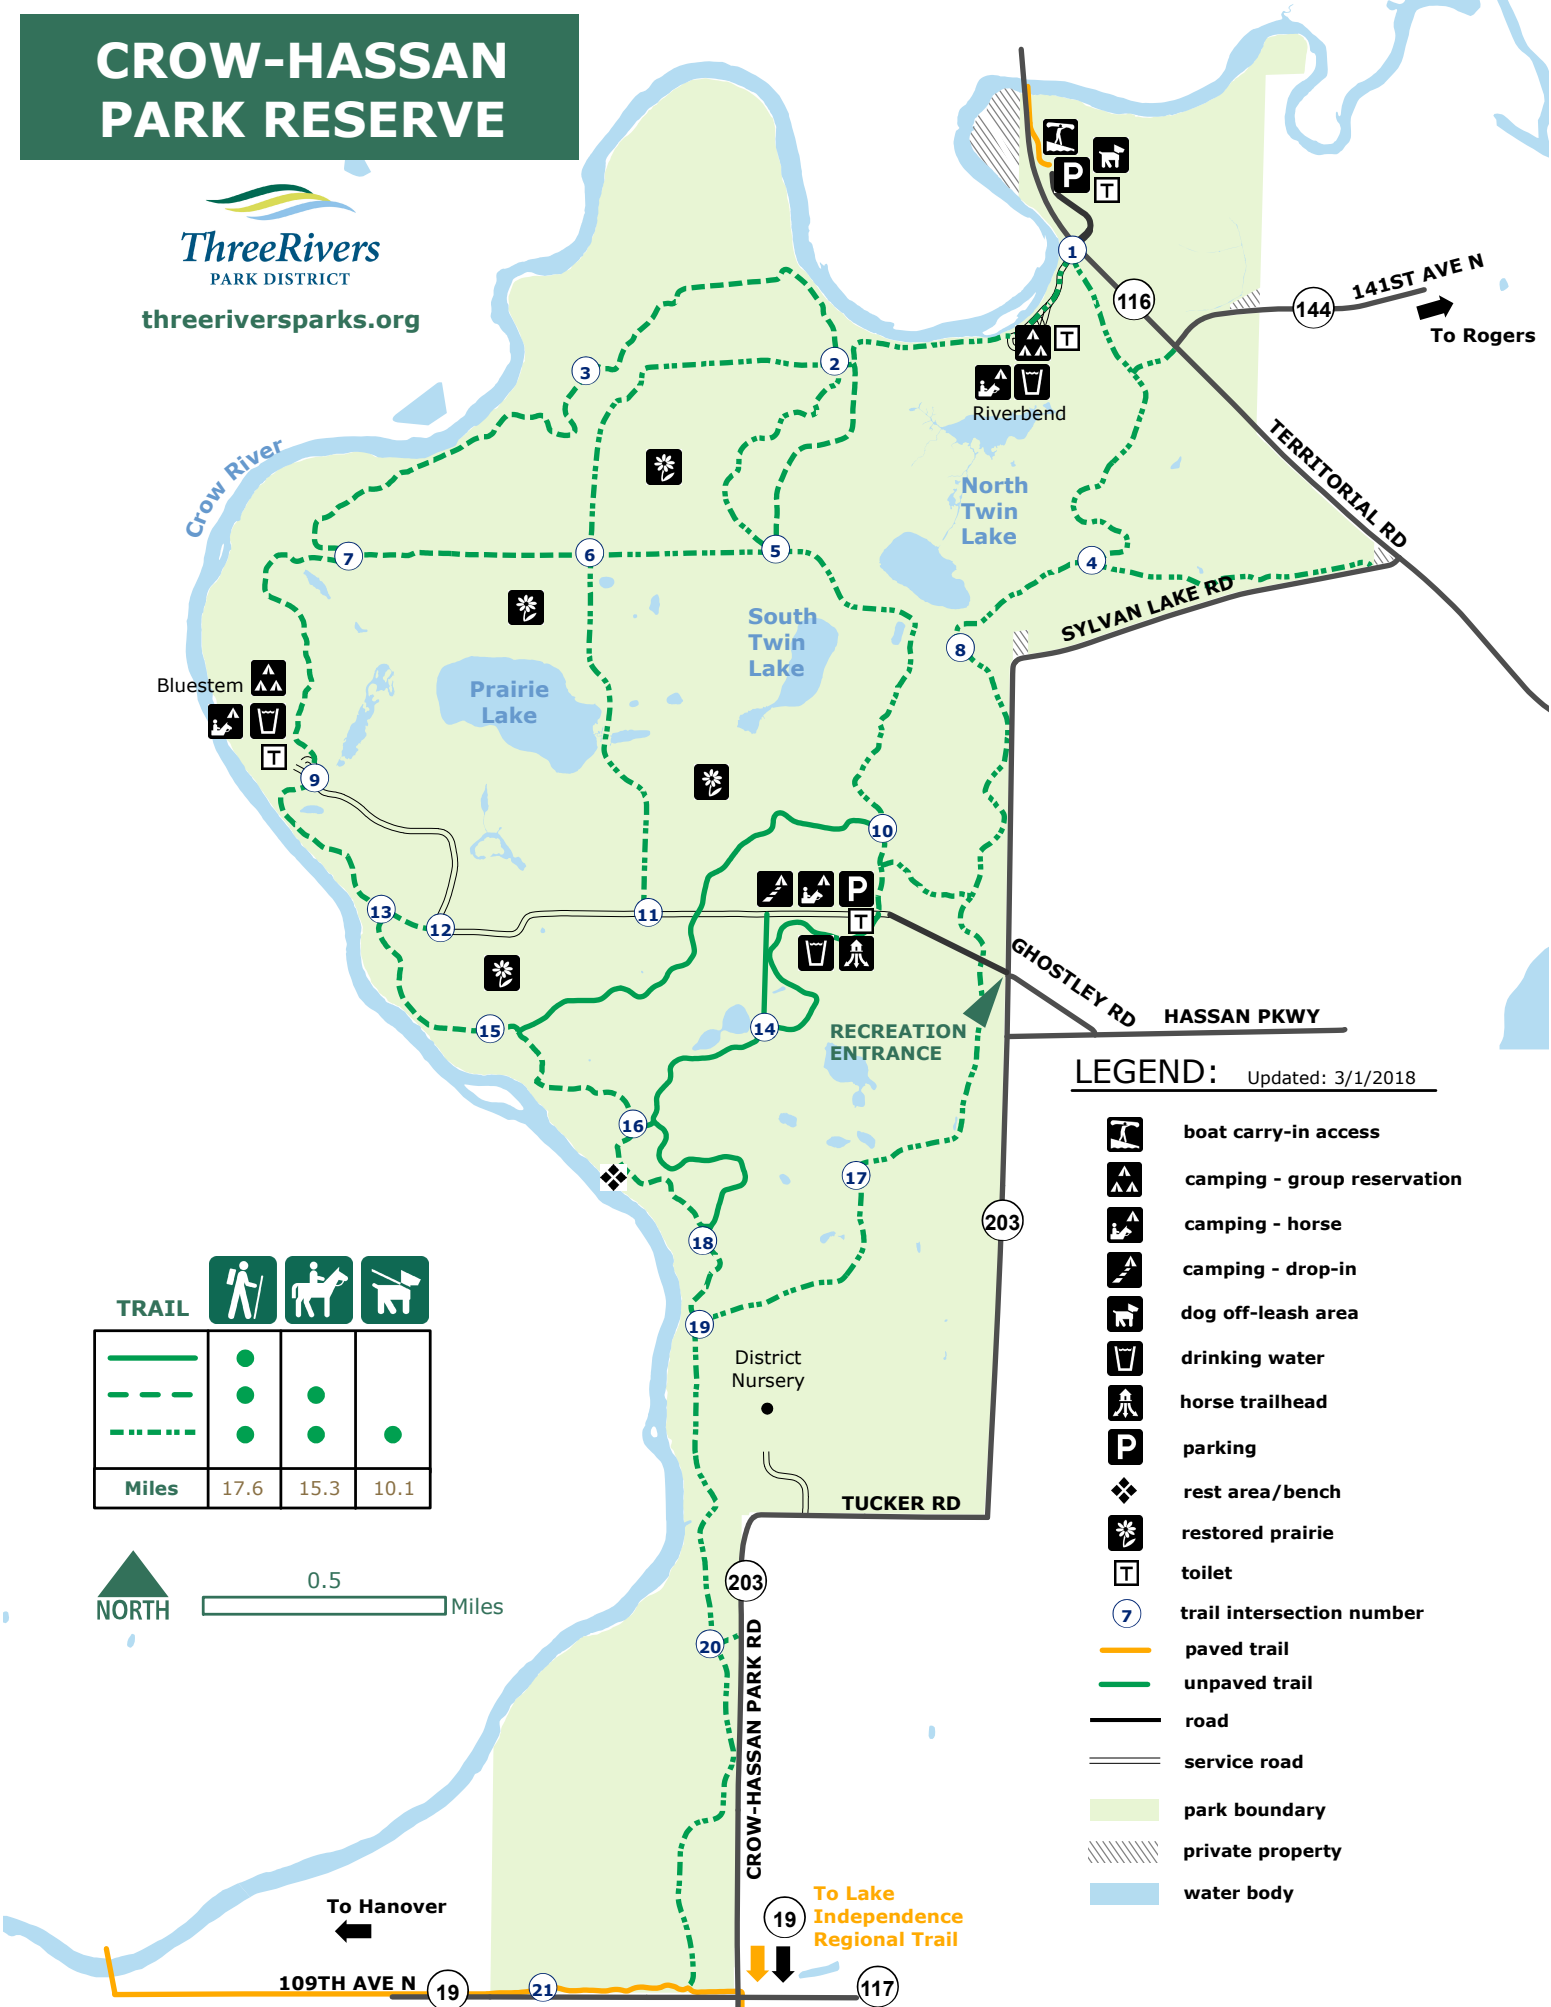 CROW-HASSAN
PARK RESERVE
ThreeRivers
PARK DISTRICT
threeriversparks.org
P
T
1
116
144
141ST AVE N
To Rogers
T
2
3
Riverbend
Crow River
TERRITORIAL RD
North
Twin
Lake
7
6
5
4
SYLVAN LAKE RD
South
Twin
Lake
8
Bluestem
Prairie
Lake
T
9
10
P
13
12
11
T
GHOSTLEY RD
HASSAN PKWY
15
14
RECREATION
ENTRANCE
16
17
203
18
19
District
Nursery
TUCKER RD
203
20
CROW-HASSAN PARK RD
LEGEND:
Updated: 3/1/2018
boat carry-in access
camping - group reservation
camping - horse
camping - drop-in
dog off-leash area
drinking water
horse trailhead
P
parking
rest area/bench
restored prairie
T
toilet
7
trail intersection number
paved trail
unpaved trail
road
service road
park boundary
private property
water body
TRAIL
Miles 17.6 15.3 10.1
NORTH
0.5
Miles
To Hanover
109TH AVE N
19
21
19
To Lake
Independence
Regional Trail
117